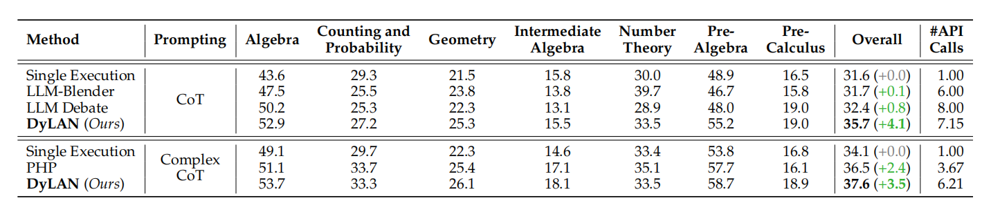 Method Prompting Algebra Counting and Probability Geometry Intermediate Algebra Number Theory Pre-Algebra Pre-Calculus Overall #API Calls
Single Execution CoT 43.6 29.3 21.5 15.8 30.0 48.9 16.5 31.6 (+0.0) 1.00
LLM-Blender 47.5 25.5 23.8 13.8 39.7 46.7 15.8 31.7 (+0.1) 6.00
LLM Debate 50.2 25.3 22.3 13.1 28.9 48.0 19.0 32.4 (+0.8) 8.00
DyLAN (Ours) 52.9 27.2 25.3 15.5 33.5 55.2 19.0 35.7 (+4.1) 7.15
Single Execution Complex CoT 49.1 29.7 22.3 14.6 33.4 53.8 16.8 34.1 (+0.0) 1.00
PHP 51.1 33.7 25.4 17.1 35.1 57.7 16.1 36.5 (+2.4) 3.67
DyLAN (Ours) 53.7 33.3 26.1 18.1 33.5 58.7 18.9 37.6 (+3.5) 6.21